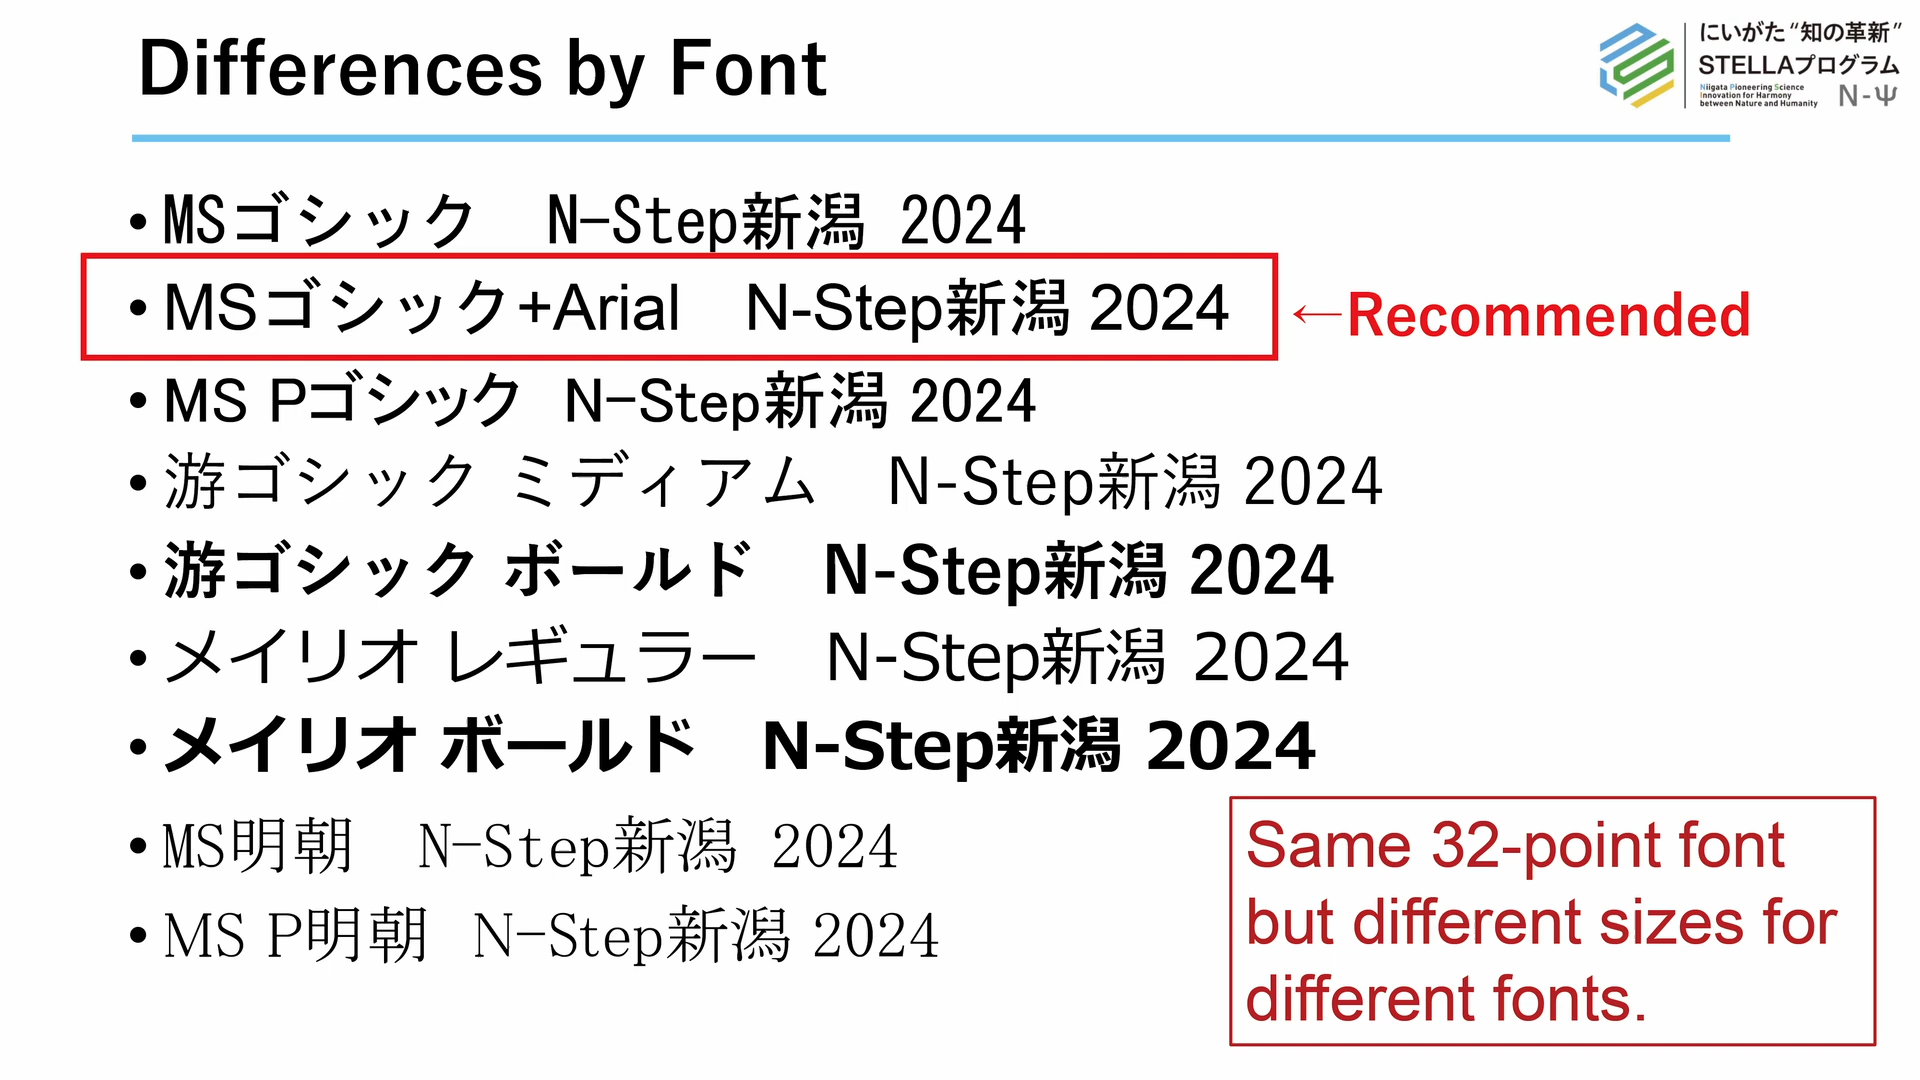 Differences by Font
にいがた“知の革新”
STELLAプログラム
Niigata Pioneering Science
Innovation for Harmony
between Nature and Humanity
N-Ψ
• MSゴシック　N-Step新潟 2024
• MSゴシック+Arial　N-Step新潟 2024
←Recommended
• MS Pゴシック　N-Step新潟 2024
• 游ゴシック ミディアム　N-Step新潟 2024
• 游ゴシック ボールド　N-Step新潟 2024
• メイリオ レギュラー　N-Step新潟 2024
• メイリオ ボールド　N-Step新潟 2024
• MS明朝　N-Step新潟 2024
• MS P明朝　N-Step新潟 2024
Same 32-point font
but different sizes for
different fonts.